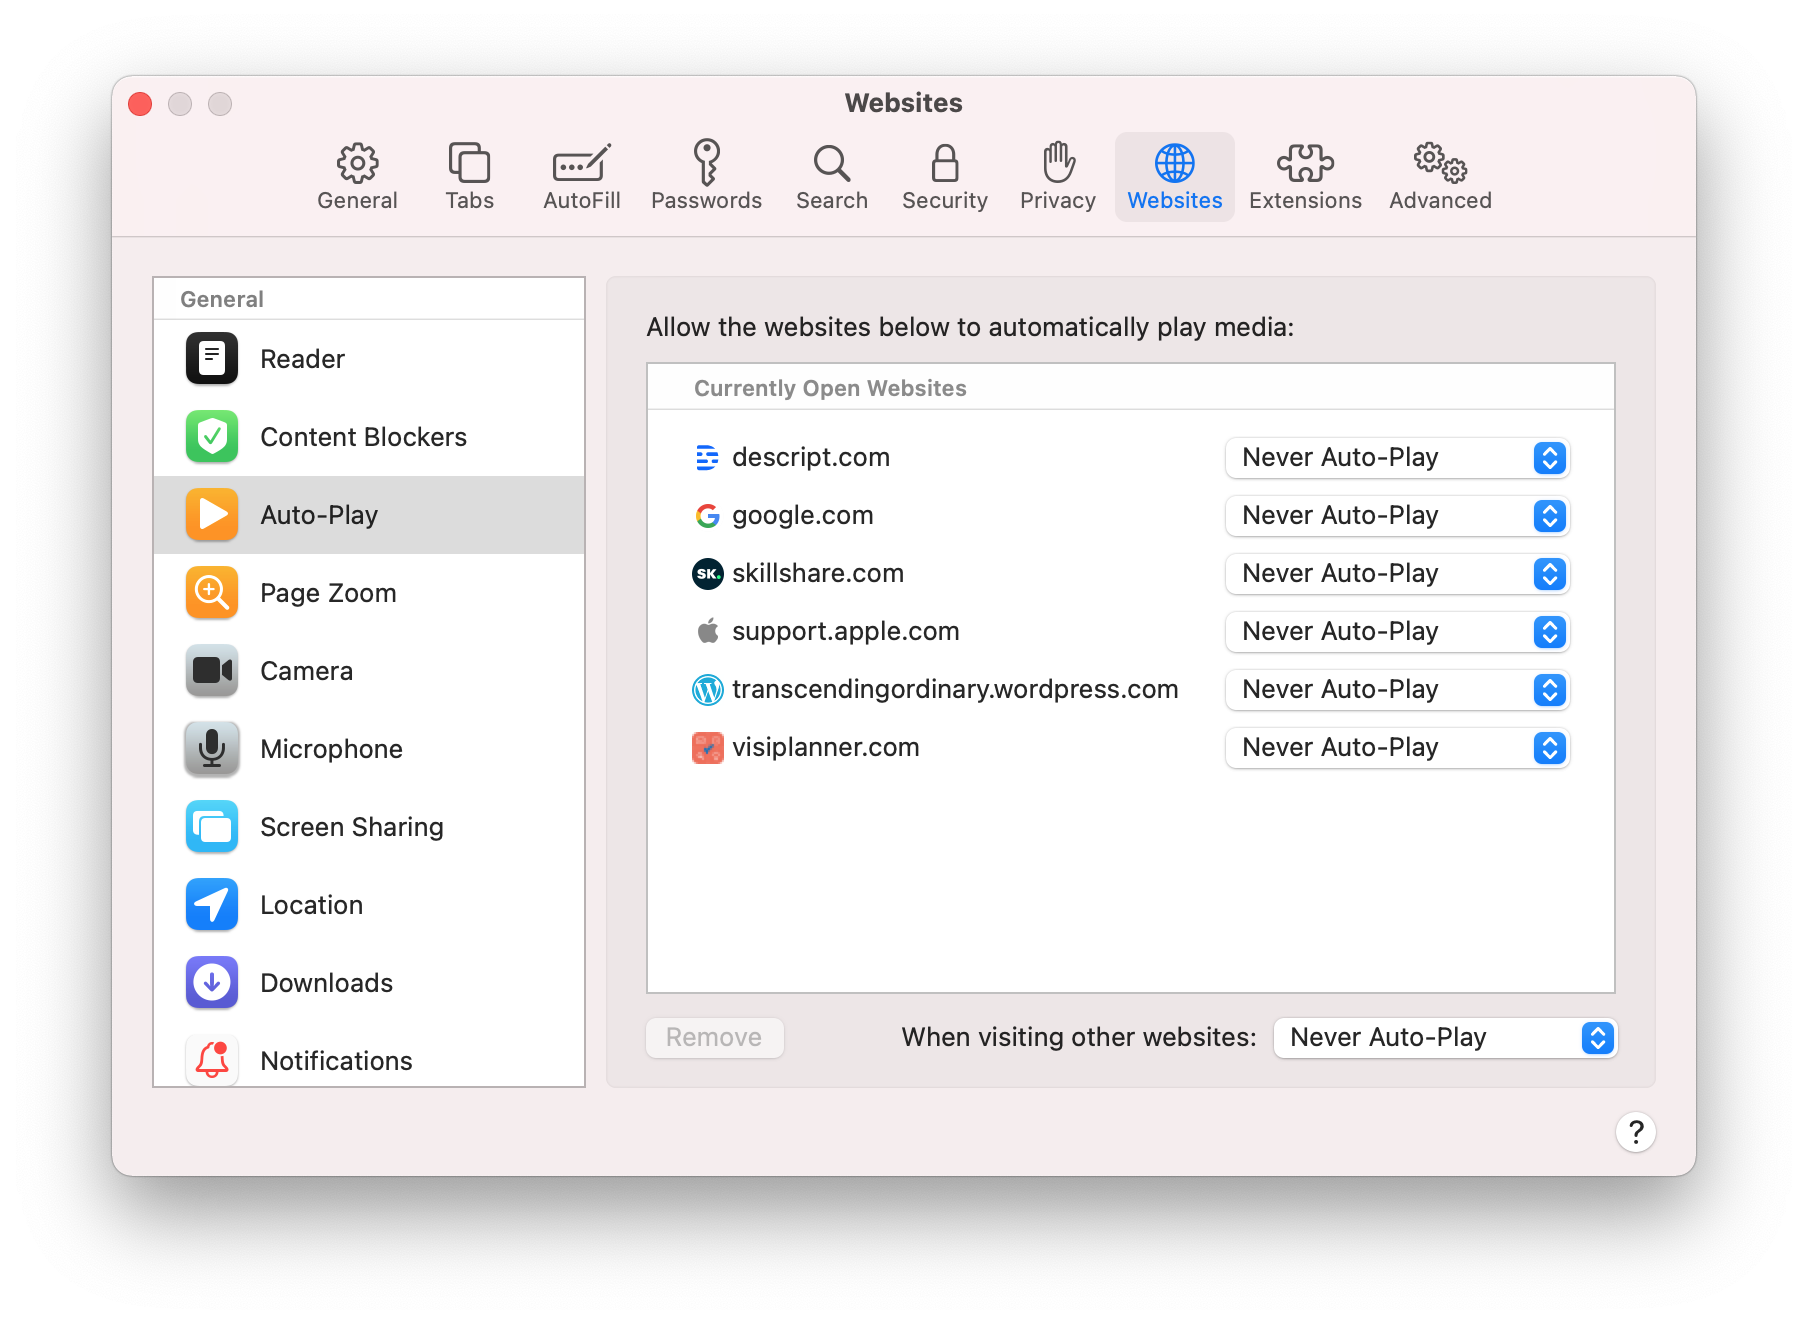 Websites
General
Tabs
AutoFill
Passwords
Search
Security
Privacy
Websites
Extensions
Advanced
General
Reader
Content Blockers
Auto-Play
Page Zoom
Camera
Microphone
Screen Sharing
Location
Downloads
Notifications
Allow the websites below to automatically play media:
Currently Open Websites
descript.com Never Auto-Play
google.com Never Auto-Play
SK. skillshare.com Never Auto-Play
support.apple.com Never Auto-Play
transcendingordinary.wordpress.com Never Auto-Play
visiplanner.com Never Auto-Play
Remove
When visiting other websites: Never Auto-Play
?